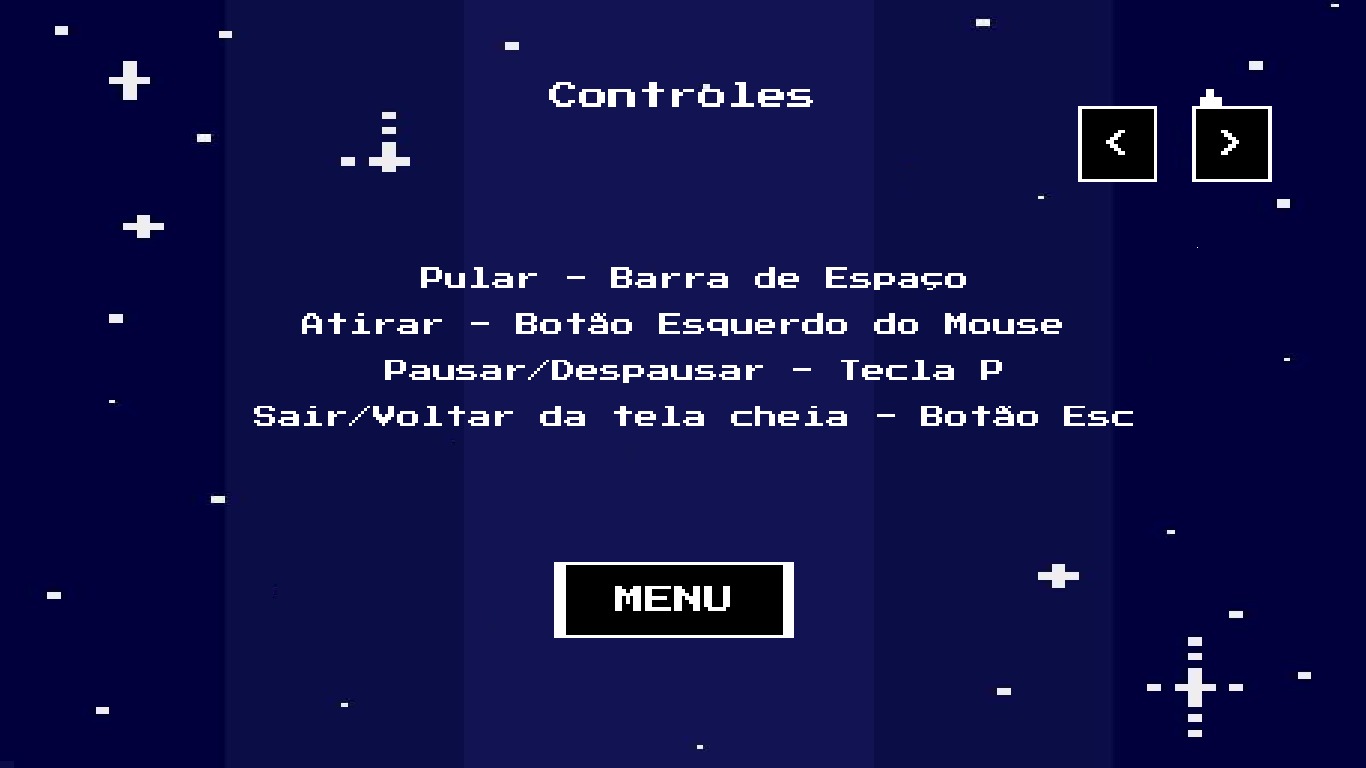 Contròles
<
>
Pular - Barra de Espaço
Atirar - Botão Esquerdo do Mouse
Pausar/Despausar - Tecla P
Sair/Voltar da tela cheia - Botão Esc
MENU